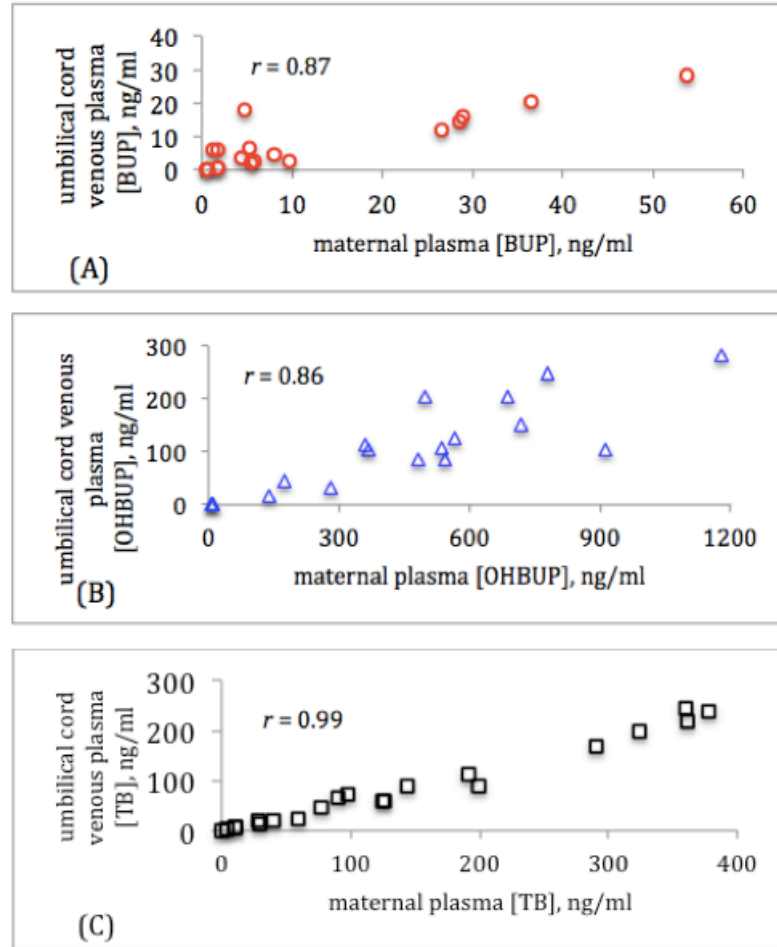 umbilical cord
venous plasma
[BUP], ng/ml
40
30
20
10
0
r = 0.87
0 10 20 30 40 50 60
maternal plasma [BUP], ng/ml
(A)
umbilical cord venous
plasma
[OHBUP], ng/ml
300
200
100
0
r = 0.86
0 300 600 900 1200
maternal plasma [OHBUP], ng/ml
(B)
umbilical cord
venous plasma
[TB], ng/ml
300
200
100
0
r = 0.99
0 100 200 300 400
maternal plasma [TB], ng/ml
(C)